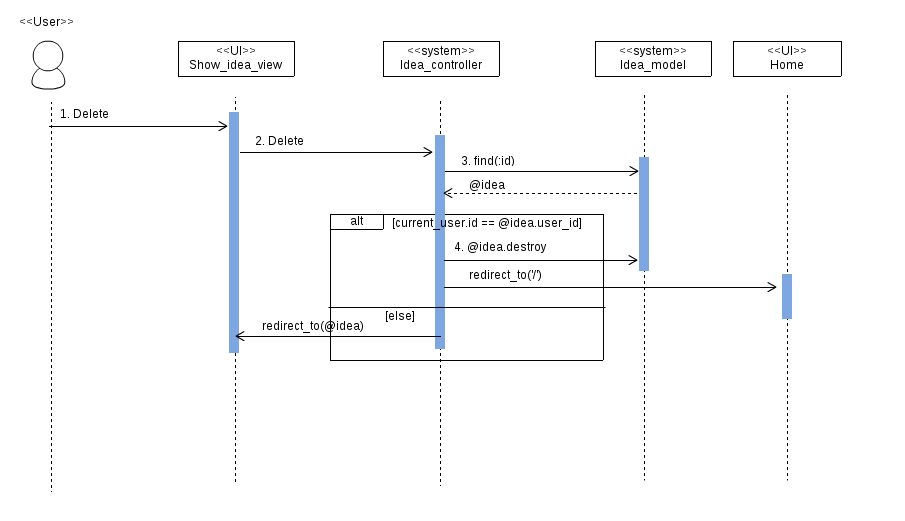 <<User>>
<<UI>>
Show_idea_view
<<system>>
Idea_controller
<<system>>
Idea_model
<<UI>>
Home
1. Delete
2. Delete
3. find(:id)
@idea
alt
[current_user.id == @idea.user_id]
4. @idea.destroy
redirect_to('/')
[else]
redirect_to(@idea)